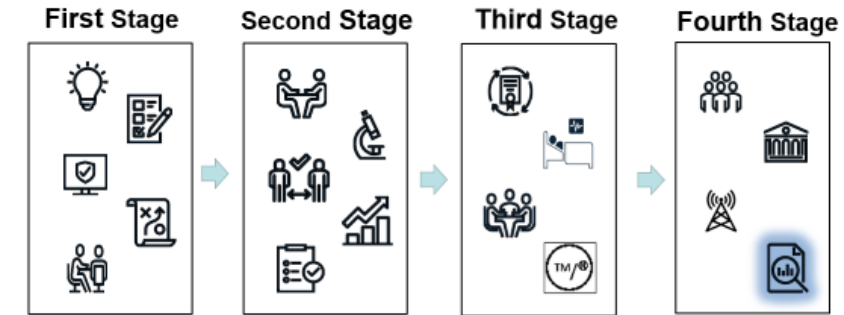 First Stage
Second Stage
Third Stage
Fourth Stage
TM/®